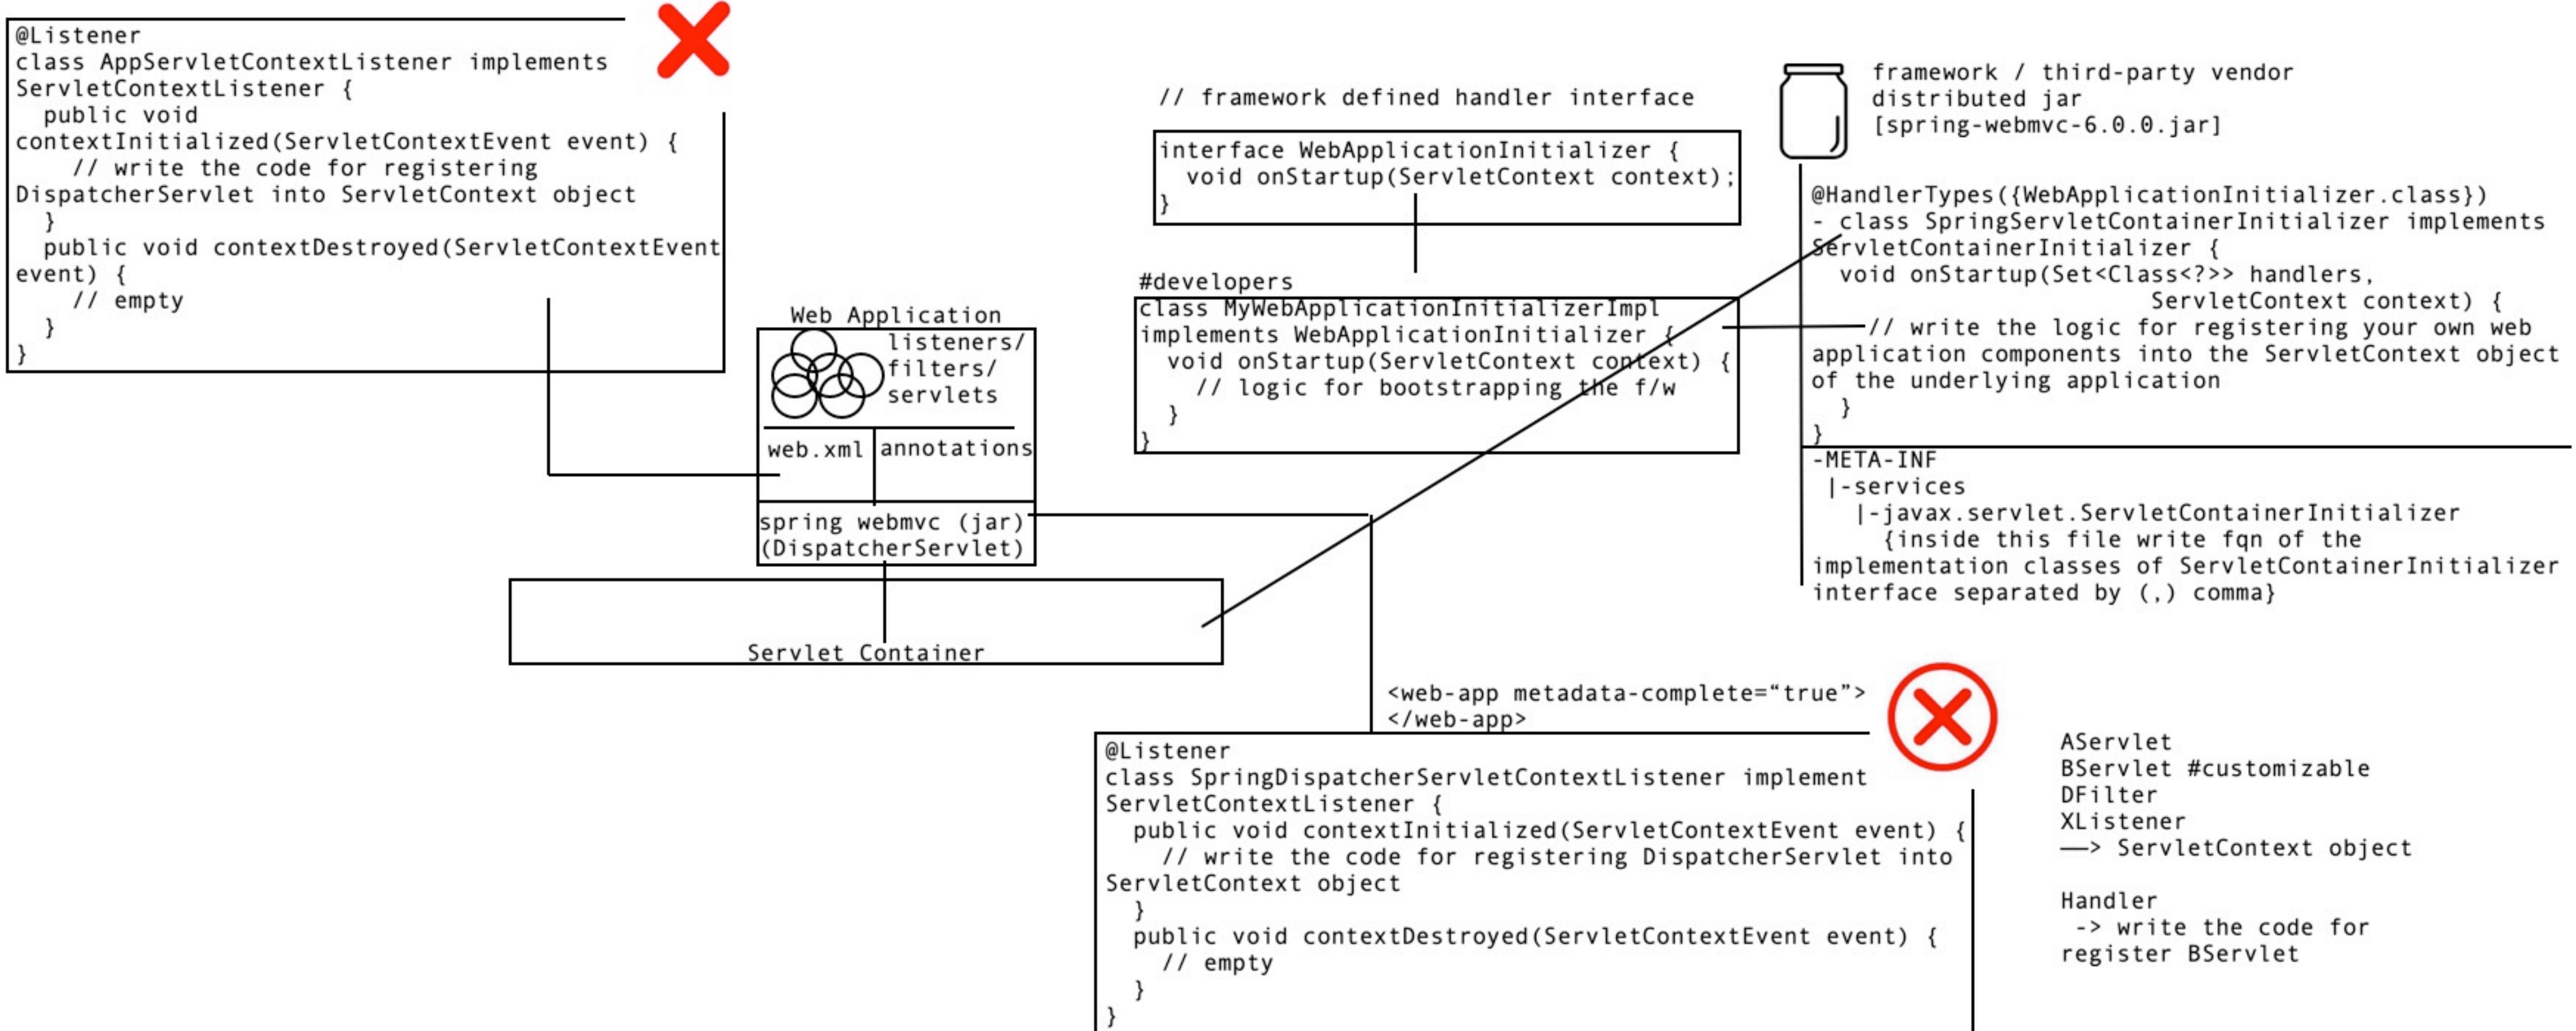 @Listener
class AppServletContextListener implements
ServletContextListener {
  public void
contextInitialized(ServletContextEvent event) {
    // write the code for registering
DispatcherServlet into ServletContext object
  }
  public void contextDestroyed(ServletContextEvent
event) {
    // empty
  }
}
Web Application
listeners/
filters/
servlets
web.xml
annotations
spring webmvc (jar)
(DispatcherServlet)
Servlet Container
// framework defined handler interface
interface WebApplicationInitializer {
  void onStartup(ServletContext context);
}
#developers
class MyWebApplicationInitializerImpl
implements WebApplicationInitializer {
  void onStartup(ServletContext context) {
    // logic for bootstrapping the f/w
  }
}
framework / third-party vendor
distributed jar
[spring-webmvc-6.0.0.jar]
@HandlerTypes({WebApplicationInitializer.class})
- class SpringServletContainerInitializer implements
ServletContainerInitializer {
  void onStartup(Set<Class<?>> handlers,
                        ServletContext context) {
    // write the logic for registering your own web
application components into the ServletContext object
of the underlying application
  }
}
-META-INF
 |-services
   |-javax.servlet.ServletContainerInitializer
     {inside this file write fqn of the
implementation classes of ServletContainerInitializer
interface separated by (,) comma}
<web-app metadata-complete=“true”>
</web-app>
@Listener
class SpringDispatcherServletContextListener implement
ServletContextListener {
  public void contextInitialized(ServletContextEvent event) {
    // write the code for registering DispatcherServlet into
ServletContext object
  }
  public void contextDestroyed(ServletContextEvent event) {
    // empty
  }
}
AServlet
BServlet #customizable
DFilter
XListener
——> ServletContext object
Handler
 -> write the code for
register BServlet